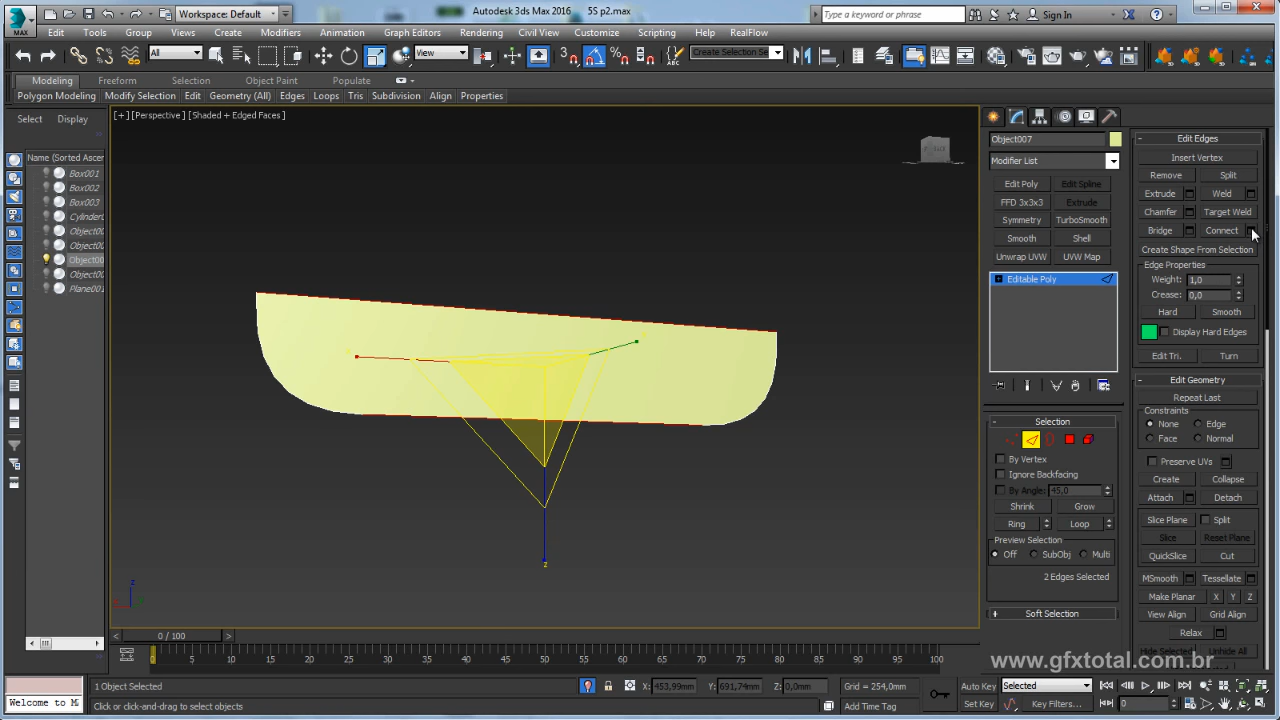 MAX
Workspace: Default
Autodesk 3ds Max 2016
5S p2.max
Type a keyword or phrase
Sign In
Edit
Tools
Group
Views
Create
Modifiers
Animation
Graph Editors
Rendering
Civil View
Customize
Scripting
Help
RealFlow
All
View
Create Selection Se
Modeling
Freeform
Selection
Object Paint
Populate
Polygon Modeling
Modify Selection
Edit
Geometry (All)
Edges
Loops
Tris
Subdivision
Align
Properties
Select
Display
Name (Sorted Ascen
Box001
Box002
Box003
Cylinder
Object00
Object00
Object00
Object00
Plane001
[+] [Perspective] [Shaded + Edged Faces]
z
z
Object007
Modifier List
Edit Poly
Edit Spline
FFD 3x3x3
Extrude
Symmetry
TurboSmooth
Smooth
Shell
Unwrap UVW
UVW Map
Editable Poly
Selection
By Vertex
Ignore Backfacing
By Angle:
45,0
Shrink
Grow
Ring
Loop
Preview Selection
Off
SubObj
Multi
2 Edges Selected
Soft Selection
Edit Edges
Insert Vertex
Remove
Split
Extrude
Weld
Chamfer
Target Weld
Bridge
Connect
Create Shape From Selection
Edge Properties
Weight:
1,0
Crease:
0,0
Hard
Smooth
Display Hard Edges
Edit Tri.
Turn
Edit Geometry
Repeat Last
Constraints
None
Edge
Face
Normal
Preserve UVs
Create
Collapse
Attach
Detach
Slice Plane
Split
Slice
Reset Plane
QuickSlice
Cut
MSmooth
Tessellate
Make Planar
X
Y
Z
View Align
Grid Align
Relax
Hide Selected
Unhide All
www.gfxtotal.com.br
0 / 100
0 5 10 15 20 25 30 35 40 45 50 55 60 65 70 75 80 85 90 95 100
Welcome to M
1 Object Selected
Click or click-and-drag to select objects
X:
453,99mm
Y:
691,74mm
Z:
0,0mm
Grid = 254,0mm
Add Time Tag
Auto Key
Selected
Set Key
Key Filters...
0